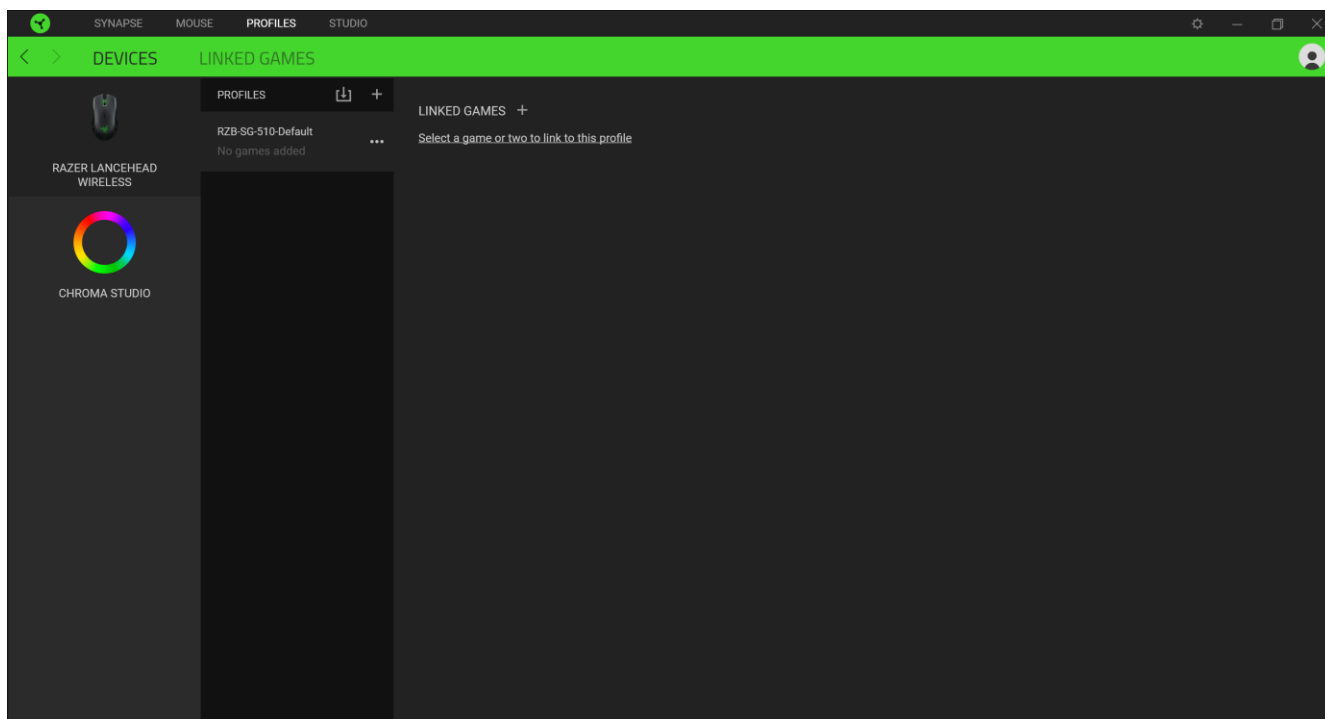 SYNAPSE MOUSE PROFILES STUDIO
DEVICES LINKED GAMES
RAZER LANCEHEAD
WIRELESS
CHROMA STUDIO
PROFILES
RZB-SG-510-Default
No games added
LINKED GAMES
Select a game or two to link to this profile